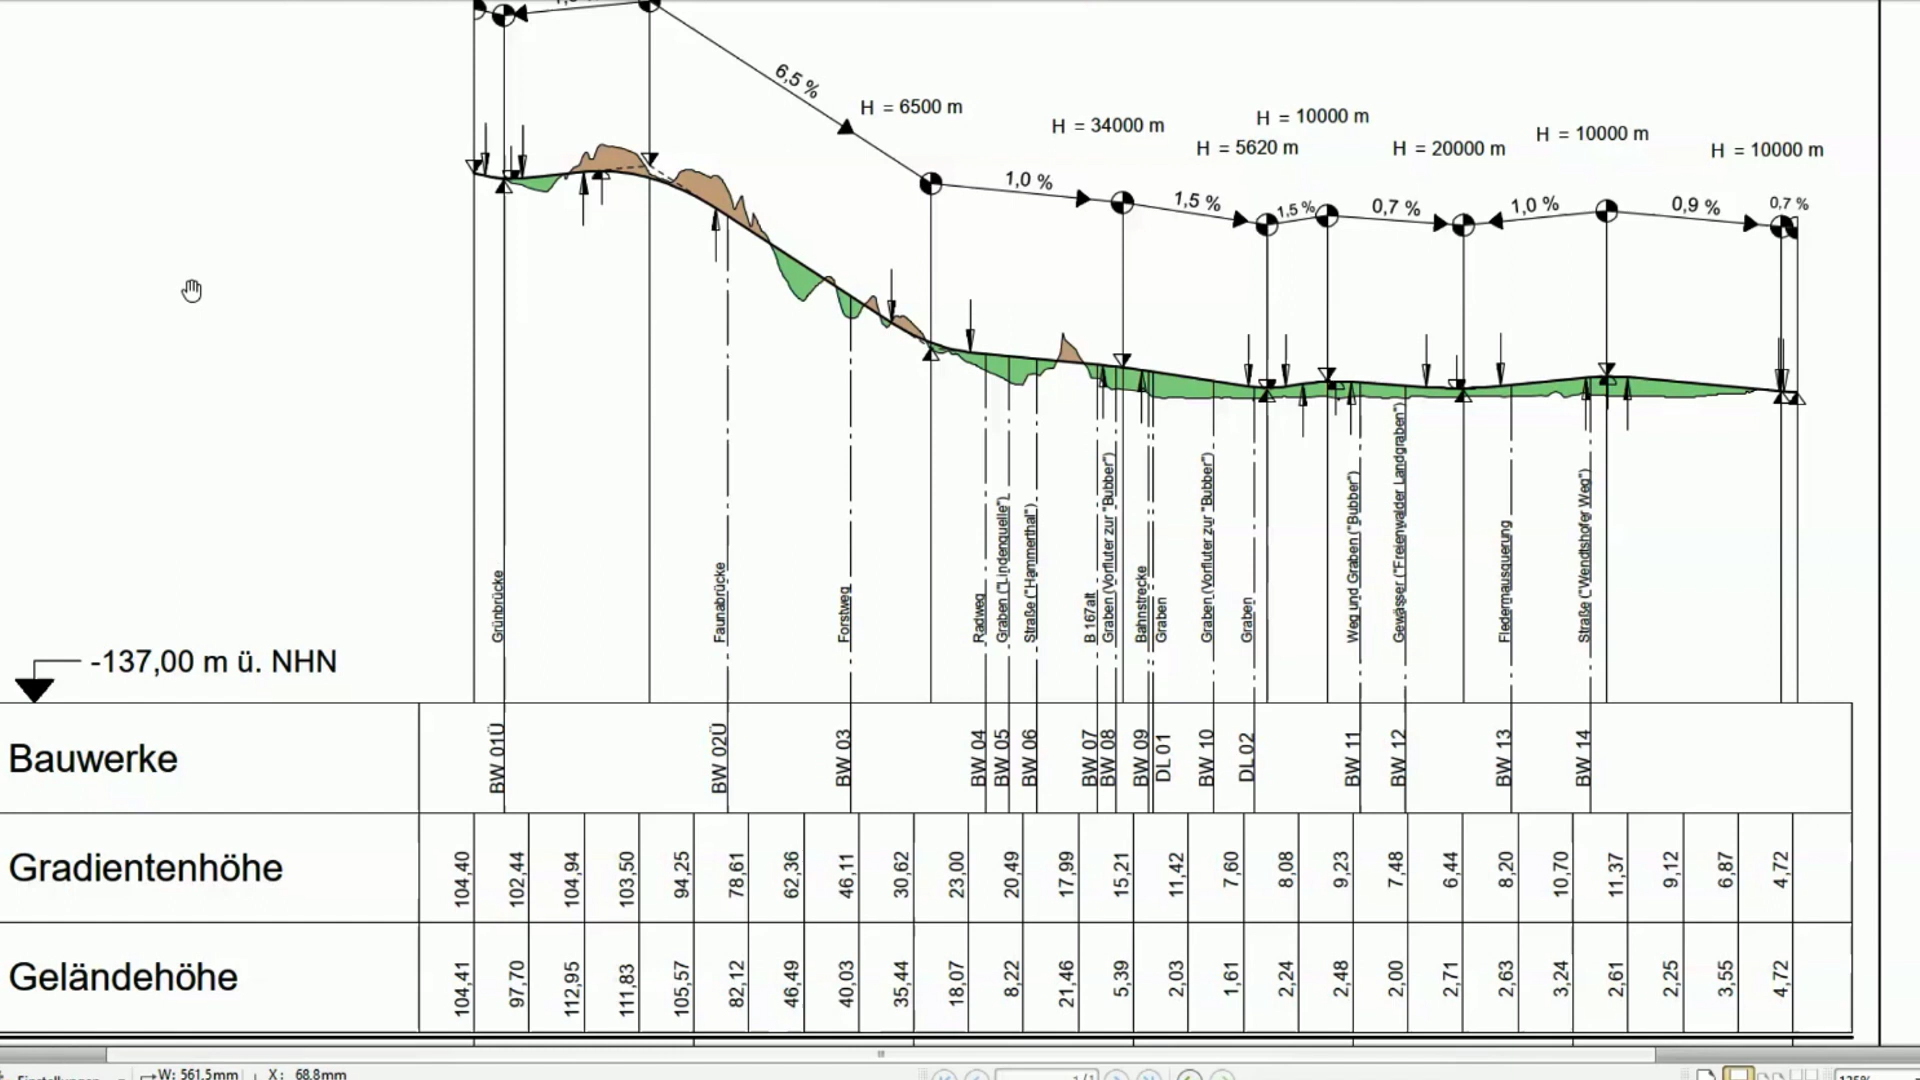 6,5 %
H = 6500 m
H = 34000 m
H = 10000 m
H = 5620 m
H = 20000 m
H = 10000 m
H = 10000 m
1,0 %
1,5 %
1,5 %
0,7 %
1,0 %
0,9 %
0,7 %
Grünbrücke
Faunabrücke
Forstweg
Radweg
Graben ("Lindenquelle")
Straße ("Hammerthal")
B 167alt
Graben (Vorfluter zur "Bubber")
Bahnstrecke
Graben
Graben (Vorfluter zur "Bubber")
Graben
Weg und Graben ("Bubber")
Gewässer ("Freienwalder Landgraben")
Fledermausquerung
Straße ("Wendtshofer Weg")
-137,00 m ü. NHN
Bauwerke
BW 01Ü
BW 02Ü
BW 03
BW 04
BW 05
BW 06
BW 07
BW 08
BW 09
DL 01
BW 10
DL 02
BW 11
BW 12
BW 13
BW 14
Gradientenhöhe
104,40
102,44
104,94
103,50
94,25
78,61
62,36
46,11
30,62
23,00
20,49
17,99
15,21
11,42
7,60
8,08
9,23
7,48
6,44
8,20
10,70
11,37
9,12
6,87
4,72
Geländehöhe
104,41
97,70
112,95
111,83
105,57
82,12
46,49
40,03
35,44
18,07
8,22
21,46
5,39
2,03
1,61
2,24
2,48
2,00
2,71
2,63
3,24
2,61
2,25
3,55
4,72
W: 561,5mm
X: 68,8mm